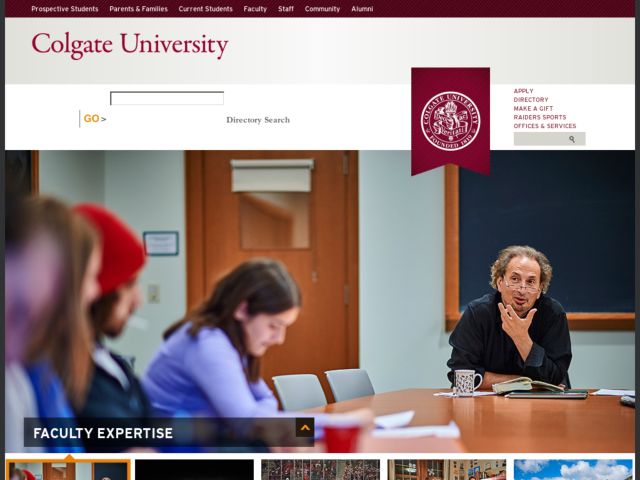 Prospective Students   Parents & Families   Current Students   Faculty   Staff   Community   Alumni
Colgate University
GO >
Directory Search
COLGATE UNIVERSITY
FOUNDED 1819
APPLY
DIRECTORY
MAKE A GIFT
RAIDERS SPORTS
OFFICES & SERVICES
FACULTY EXPERTISE